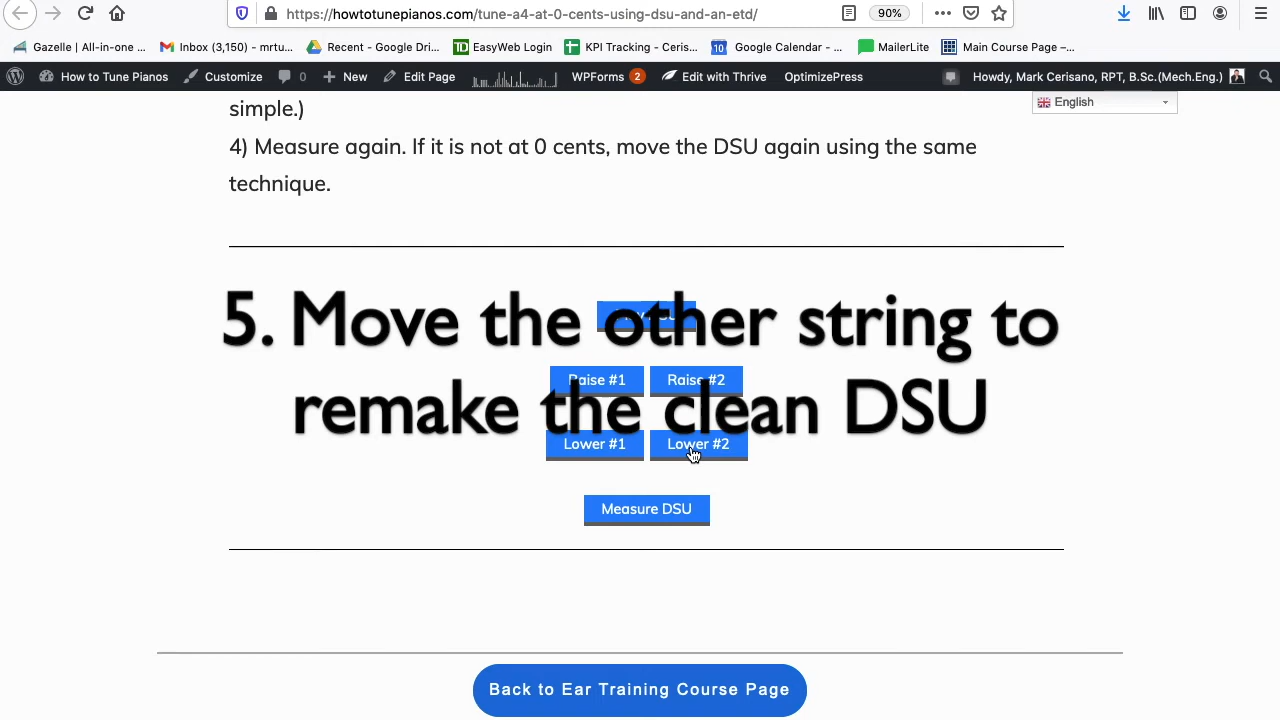 https://howtotunepianos.com/tune-a4-at-0-cents-using-dsu-and-an-etd/
90%
Gazelle | All-in-one ...
Inbox (3,150) - mrtu...
Recent - Google Dri...
TD EasyWeb Login
KPI Tracking - Ceris...
10 Google Calendar - ...
MailerLite
Main Course Page –...
How to Tune Pianos
Customize
0
New
Edit Page
WPForms 2
Edit with Thrive
OptimizePress
Howdy, Mark Cerisano, RPT, B.Sc.(Mech.Eng.)
English
simple.)
4) Measure again. If it is not at 0 cents, move the DSU again using the same
technique.
5. Move the other string to
remake the clean DSU
Raise #1
Raise #2
Lower #1
Lower #2
Measure DSU
Back to Ear Training Course Page